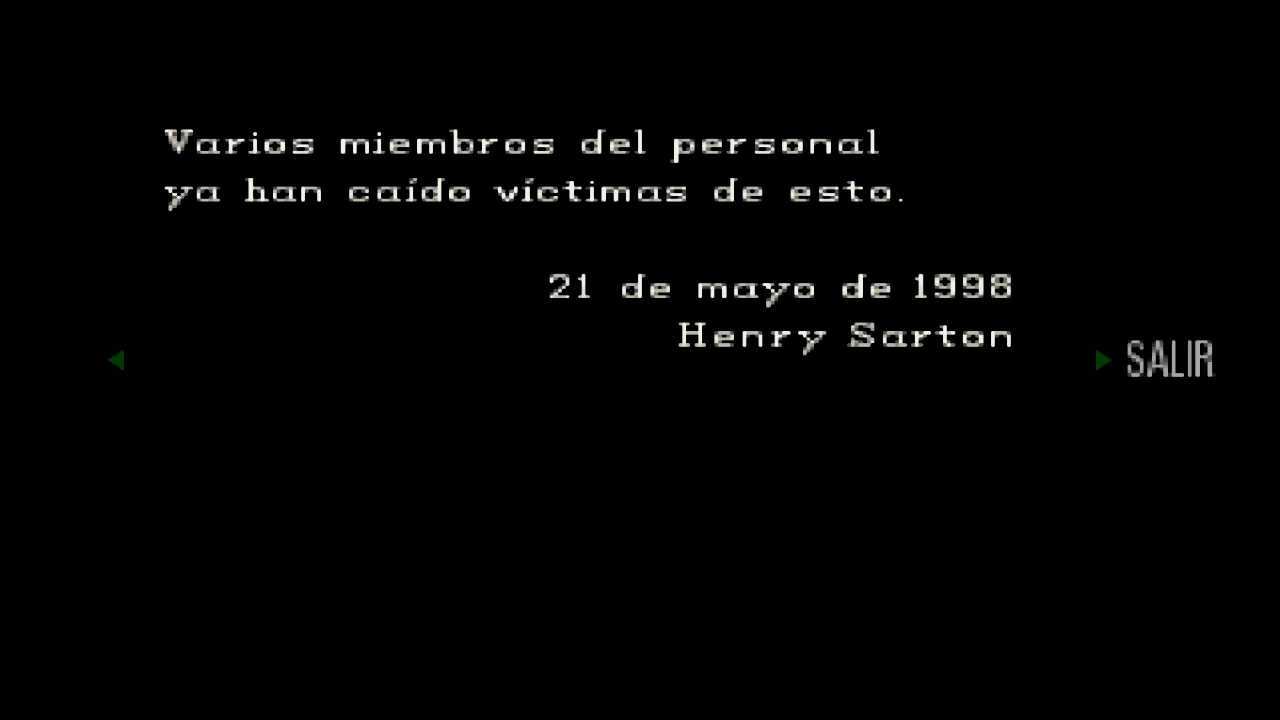 Varios miembros del personal
ya han caído víctimas de esto.
21 de mayo de 1998
Henry Sarton
SALIR